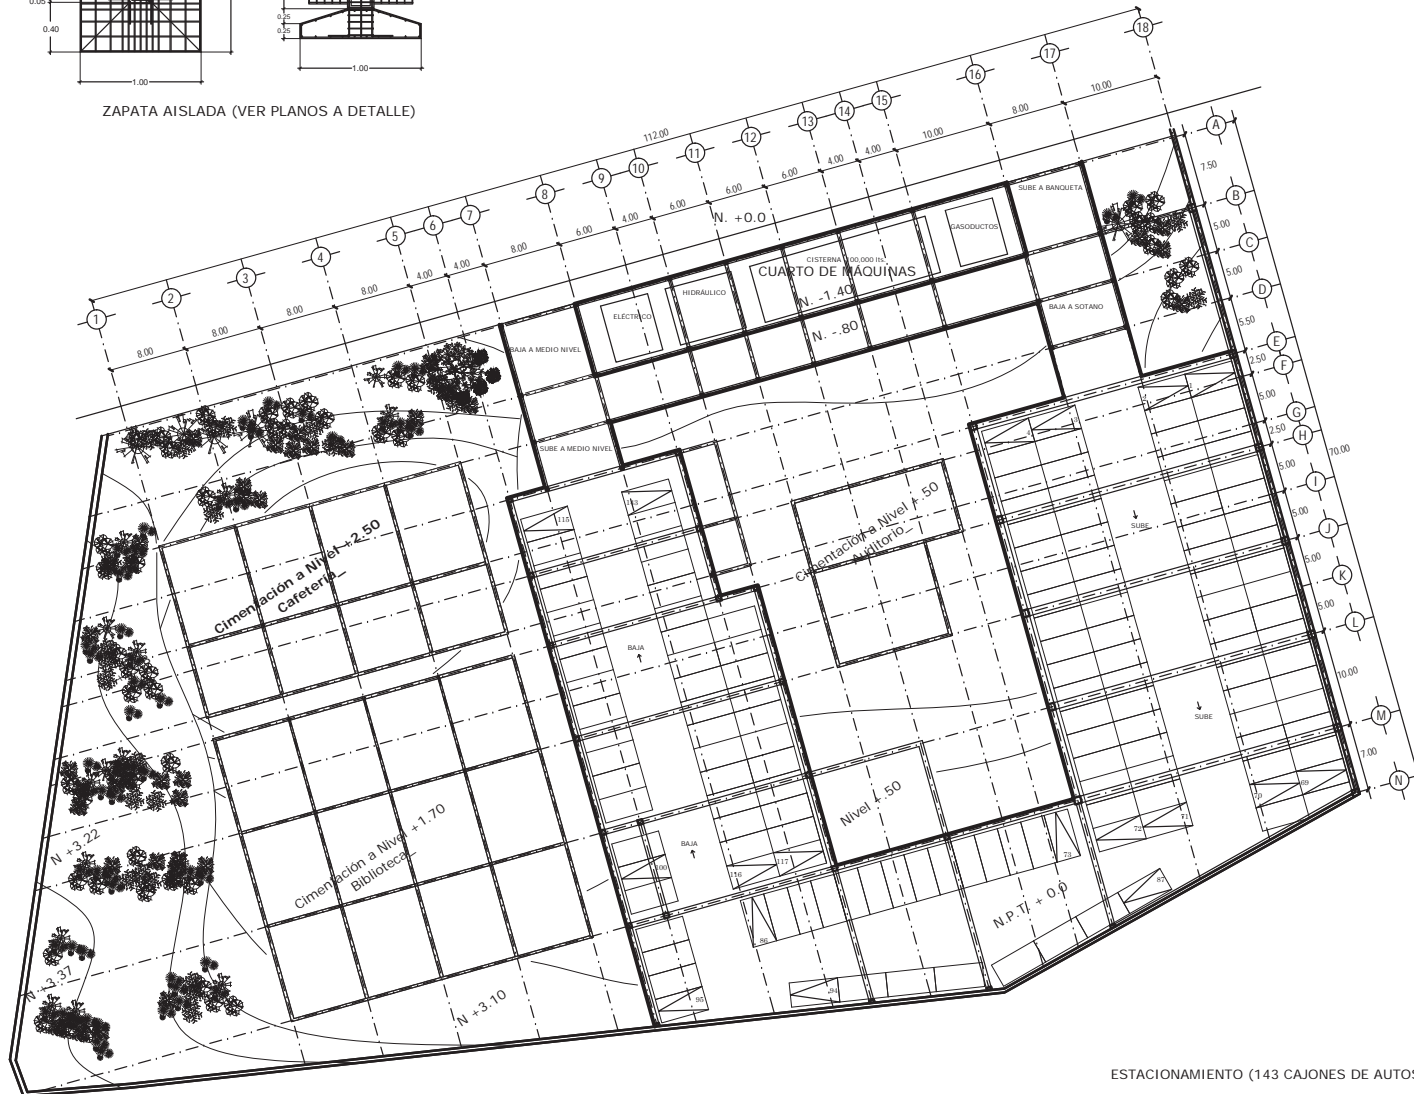 0.05
0.40
1.00
0.25
0.25
1.00
ZAPATA AISLADA (VER PLANOS A DETALLE)
1
2
3
4
5
6
7
8
9
10
11
12
13
14
15
16
17
18
112.00
8.00
8.00
8.00
8.00
4.00
4.00
8.00
6.00
4.00
6.00
6.00
6.00
4.00
4.00
10.00
8.00
10.00
A
B
C
D
E
F
G
H
I
J
K
L
M
N
7.50
5.00
5.00
5.50
2.50
5.00
2.50
5.00
5.00
5.00
5.00
10.00
7.00
70.00
N. +0.0
SUBE A BANQUETA
GASODUCTOS
CUARTO DE MÁQUINAS
N. -1.40
HIDRÁULICO
ELÉCTRICO
N. -.80
BAJA A SOTANO
BAJA A MEDIO NIVEL
SUBE A MEDIO NIVEL
115
Cimentación a Nivel +2.50
Cafetería_
Cimentación a Nivel +.50
Auditorio_
SUBE
BAJA
SUBE
Cimentación a Nivel +1.70
Biblioteca_
Nivel +.50
BAJA
N +3.22
N +3.37
N +3.10
100
116
117
86
73
72
71
70
69
87
94
95
N.P.T. + 0.0
ESTACIONAMIENTO (143 CAJONES DE AUTOS